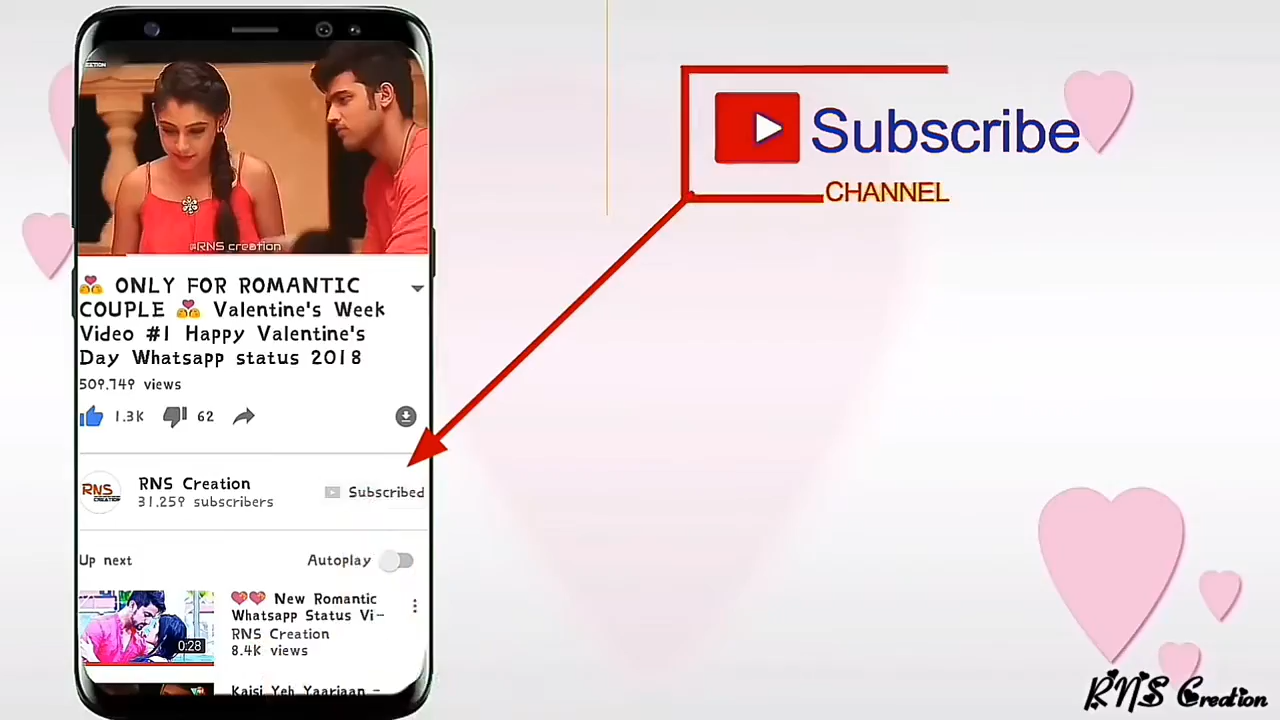 @RNS creation
ONLY FOR ROMANTIC
COUPLE Valentine's Week
Video #1 Happy Valentine's
Day Whatsapp status 2018
509,749 views
1.3K 62
RNS
CREATION
RNS Creation
31,259 subscribers
Subscribed
Up next
Autoplay
0:28
New Romantic
Whatsapp Status Vi-
RNS Creation
8.4K views
Kaisi Yeh Yaariaan -
Subscribe
CHANNEL
RNS Creation